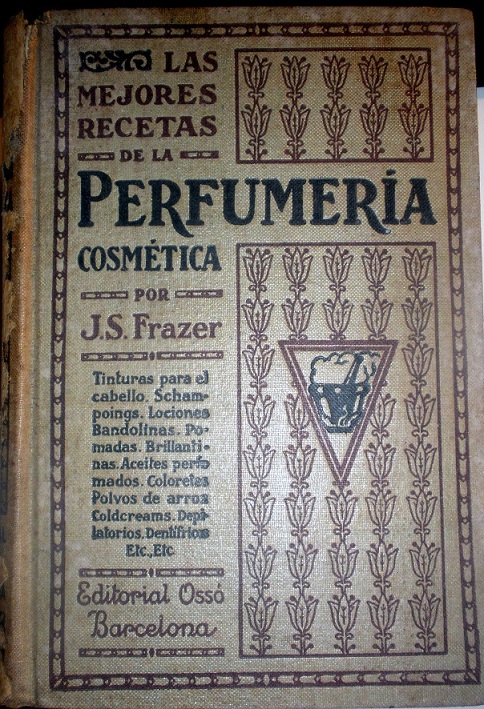 LAS
MEJORES
RECETAS
DE LA
PERFUMERÍA
COSMÉTICA
POR
J.S. Frazer
Tinturas para el
cabello. Scham-
poings. Lociones
Bandolinas. Po-
madas. Brillanti-
nas. Aceites perfu-
mados. Coloretes
Polvos de arroz
Coldcreams. Depi-
latorios. Dentífricos
Etc., Etc
Editorial Ossó
Barcelona